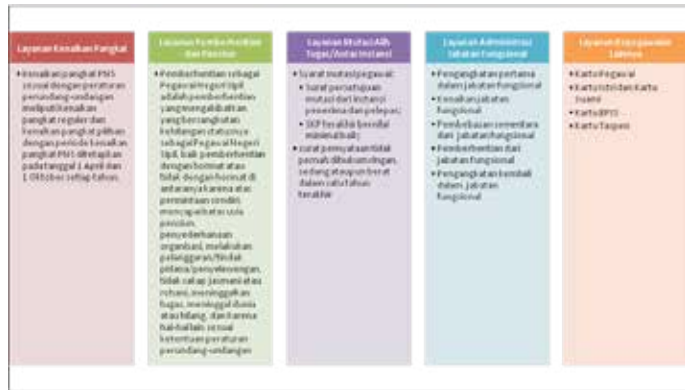 Layanan Kenaikan Pangkat
• Kenaikan pangkat PNS
sesuai dengan peraturan
perundang-undangan
meliputi kenaikan
pangkat reguler dan
kenaikan pangkat pilihan
dengan periode kenaikan
pangkat PNS ditetapkan
pada tanggal 1 April dan
1 Oktober setiap tahun.
Layanan Pemberhentian
dan Pensiun
• Pemberhentian sebagai
Pegawai Negeri Sipil
adalah pemberhentian
yang mengakibatkan
yang bersangkutan
kehilangan statusnya
sebagai Pegawai Negeri
Sipil, baik pemberhentian
dengan hormat atau
tidak dengan hormat di
antaranya karena atas
permintaan sendiri,
mencapai batas usia
pensiun,
penyederhanaan
organisasi, melakukan
pelanggaran/tindak
pidana/penyelewengan,
tidak cakap jasmani atau
rohani, meninggalkan
tugas, meninggal dunia
atau hilang, dan karena
hal-hal lain sesuai
ketentuan peraturan
perundang-undangan
Layanan Mutasi Alih
Tugas/Antar Instansi
• Syarat mutasi pegawai:
• Surat persetujuan
mutasi dari instansi
penerima dan pelepas;
• SKP terakhir bernilai
minimal baik;
• surat pernyataan tidak
pernah dihukum ringan,
sedang ataupun berat
dalam satu tahun
terakhir
Layanan Administrasi
Jabatan Fungsional
• Pengangkatan pertama
dalam jabatan fungsional
• Kenaikan jabatan
fungsional
• Pembebasan sementara
dari jabatan fungsional
• Pemberhentian dari
jabatan fungsional
• Pengangkatan kembali
dalam jabatan
fungsional
Layanan Kepegawaian
Lainnya
• Kartu Pegawai
• Kartu Istri dan Kartu
Suami
• Kartu BPJS
• Kartu Taspen